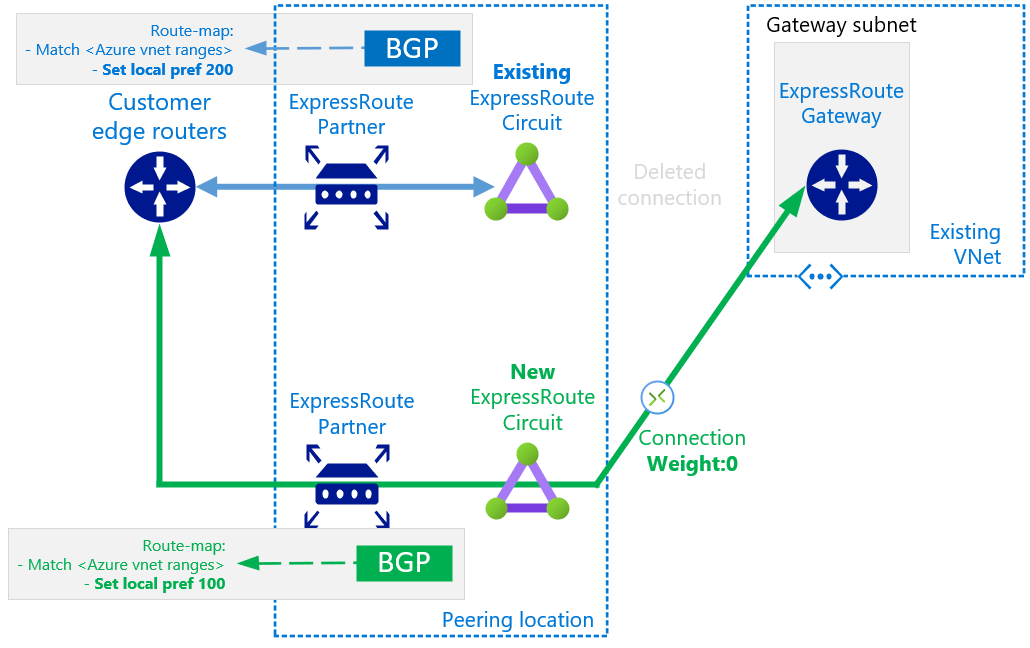 Route-map:
- Match <Azure vnet ranges>
- Set local pref 200
BGP
Customer
edge routers
ExpressRoute
Partner
Existing
ExpressRoute
Circuit
Deleted
connection
Gateway subnet
ExpressRoute
Gateway
Existing
VNet
ExpressRoute
Partner
New
ExpressRoute
Circuit
Connection
Weight:0
Route-map:
- Match <Azure vnet ranges>
- Set local pref 100
BGP
Peering location